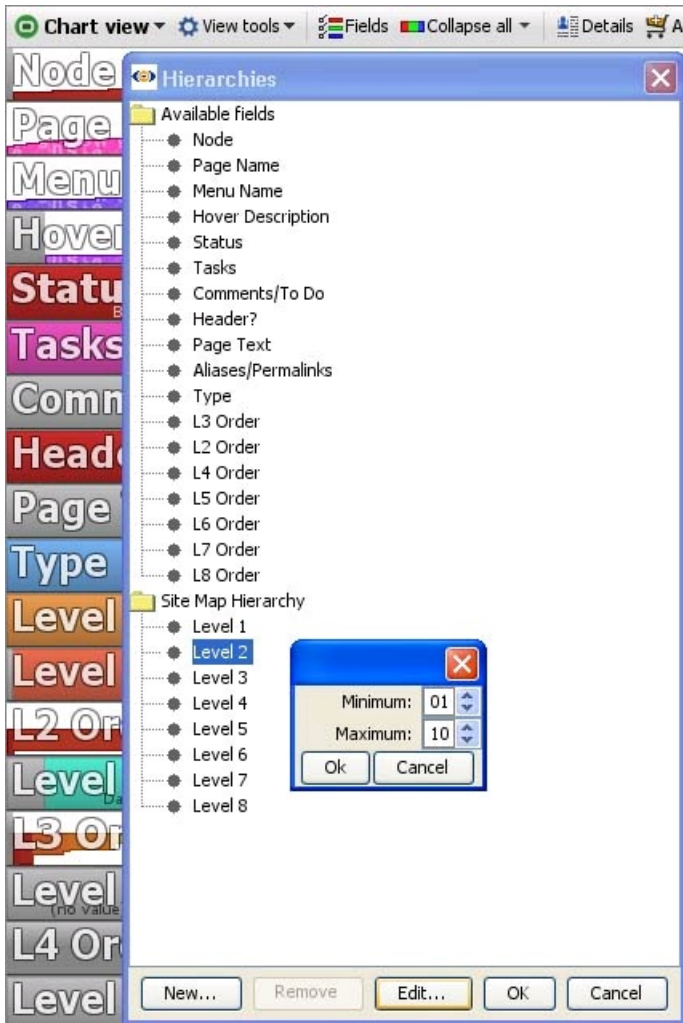 Chart view View tools Fields Collapse all Details A
Node
Page
Menu
Hover
Statu
Tasks
Comm
Heade
Page
Type
Level
Level
L2 Or
Level
L3 Or
Level
(no value
L4 Or
Level
Hierarchies
Available fields
Node
Page Name
Menu Name
Hover Description
Status
Tasks
Comments/To Do
Header?
Page Text
Aliases/Permalinks
Type
L3 Order
L2 Order
L4 Order
L5 Order
L6 Order
L7 Order
L8 Order
Site Map Hierarchy
Level 1
Level 2
Level 3
Level 4
Level 5
Level 6
Level 7
Level 8
Minimum: 01
Maximum: 10
Ok Cancel
New... Remove Edit... OK Cancel